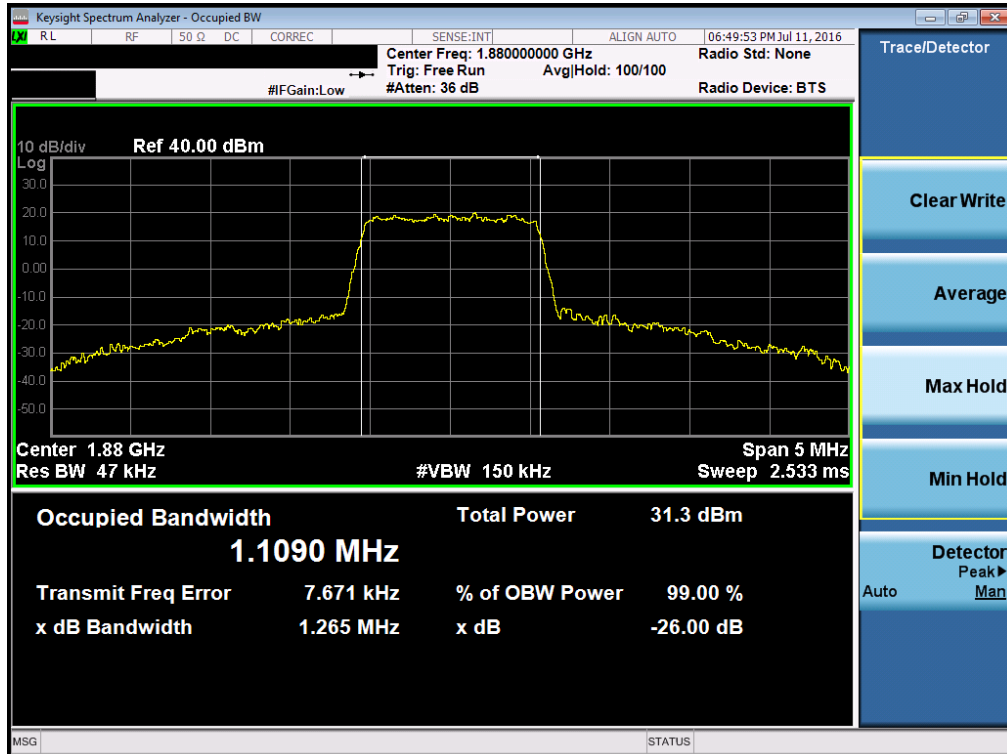 Keysight Spectrum Analyzer - Occupied BW
LXI RL RF 50 Ω DC CORREC SENSE:INT ALIGN AUTO 06:49:53 PM Jul 11, 2016
Center Freq: 1.880000000 GHz Radio Std: None
Trig: Free Run Avg|Hold: 100/100
#IFGain:Low #Atten: 36 dB Radio Device: BTS
Trace/Detector
10 dB/div Ref 40.00 dBm
Log
30.0
20.0
10.0
0.00
-10.0
-20.0
-30.0
-40.0
-50.0
Center 1.88 GHz Span 5 MHz
Res BW 47 kHz #VBW 150 kHz Sweep 2.533 ms
Occupied Bandwidth Total Power 31.3 dBm
1.1090 MHz
Transmit Freq Error 7.671 kHz % of OBW Power 99.00 %
x dB Bandwidth 1.265 MHz x dB -26.00 dB
Clear Write
Average
Max Hold
Min Hold
Detector
Peak▶
Auto Man
MSG STATUS